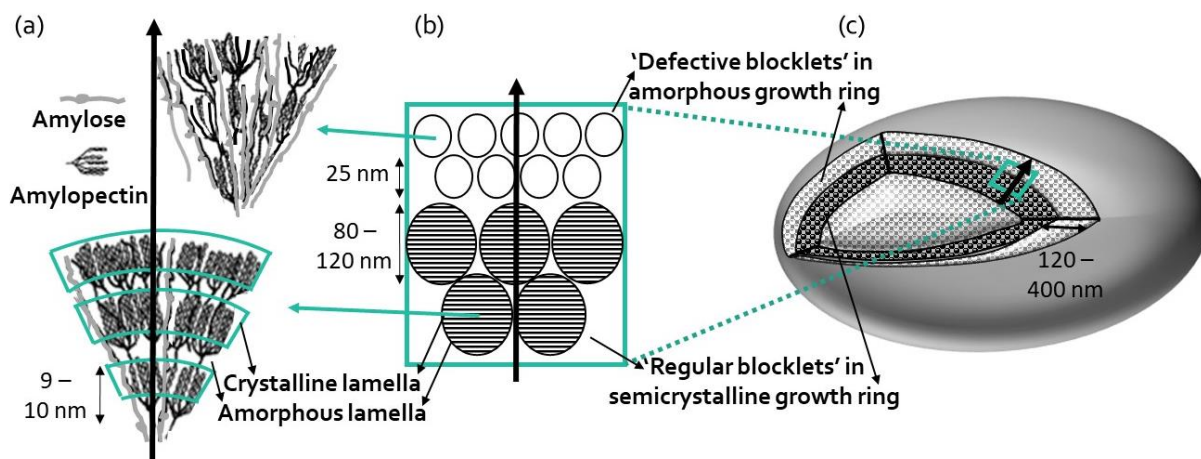 (a)
Amylose
Amylopectin
9 –
10 nm
Crystalline lamella
Amorphous lamella
(b)
25 nm
80 –
120 nm
'Defective blocklets' in
amorphous growth ring
'Regular blocklets' in
semicrystalline growth ring
(c)
120 –
400 nm